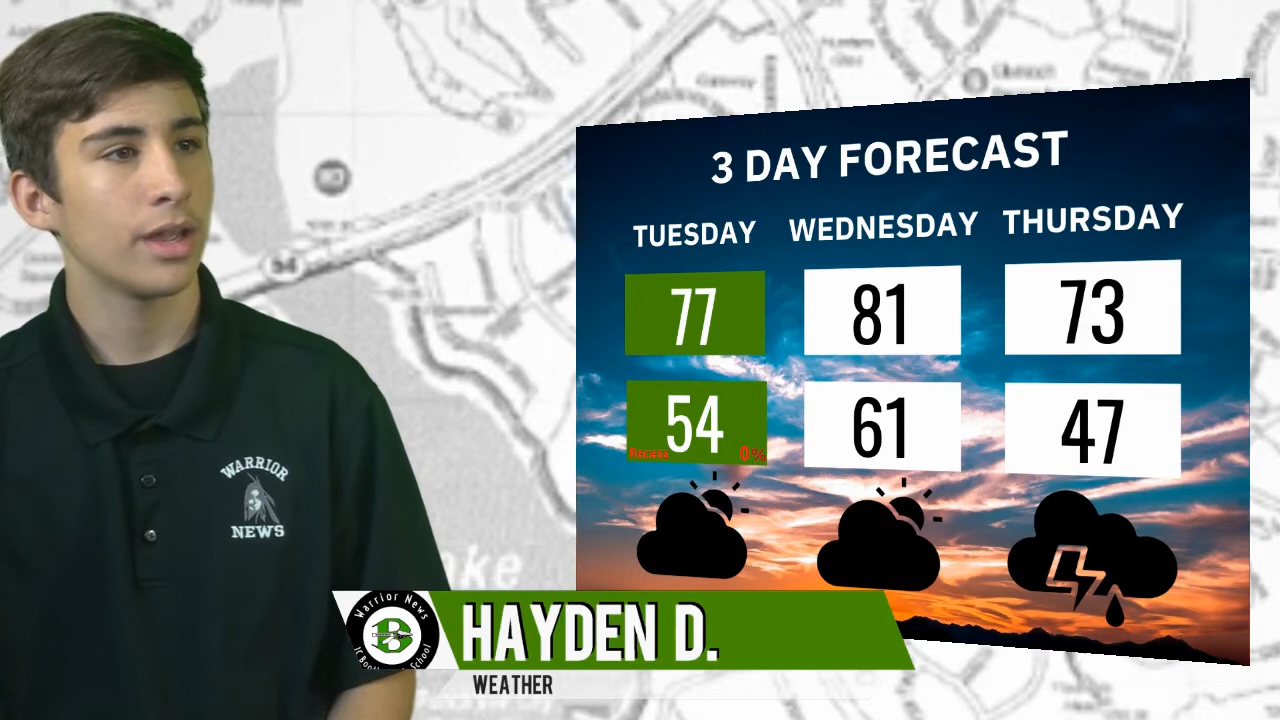 3 DAY FORECAST
TUESDAY WEDNESDAY THURSDAY
77 81 73
54 61 47
0%
WARRIOR
NEWS
Warrior News
School
HAYDEN D.
WEATHER